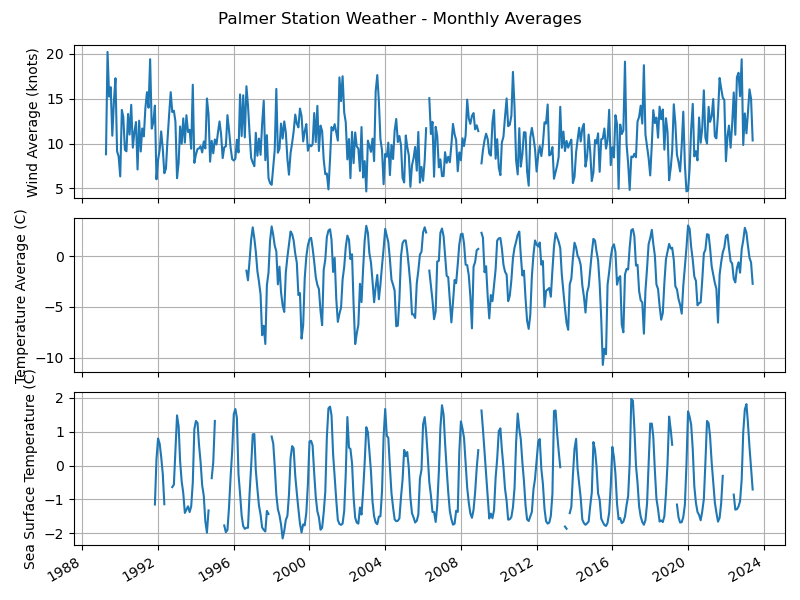 Palmer Station Weather - Monthly Averages
Wind Average (knots)
20
15
10
5
Temperature Average (C)
0
−5
−10
Sea Surface Temperature (C)
2
1
0
−1
−2
1988 1992 1996 2000 2004 2008 2012 2016 2020 2024